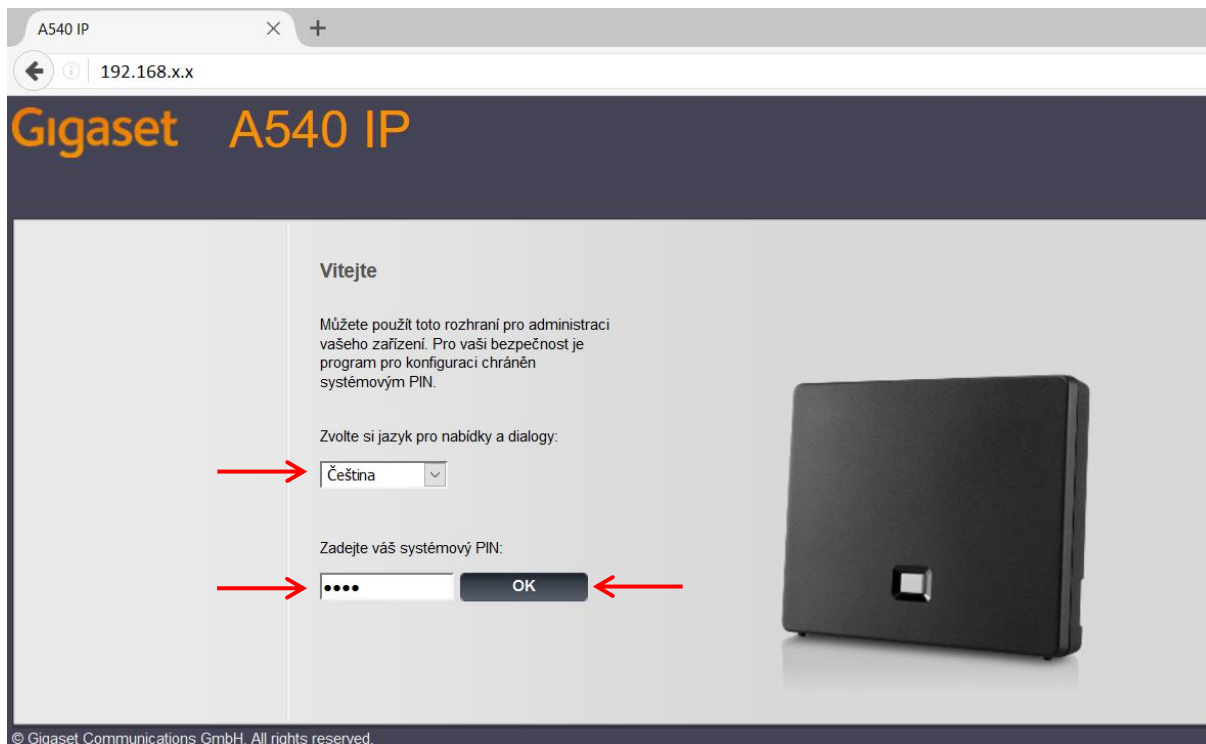 A540 IP
192.168.x.x
Gigaset A540 IP
Vitejte
Můžete použít toto rozhraní pro administraci
vašeho zařízení. Pro vaši bezpečnost je
program pro konfiguraci chráněn
systémovým PIN.
Zvolte si jazyk pro nabídky a dialogy:
Čeština
Zadejte váš systémový PIN:
OK
© Gigaset Communications GmbH. All rights reserved.